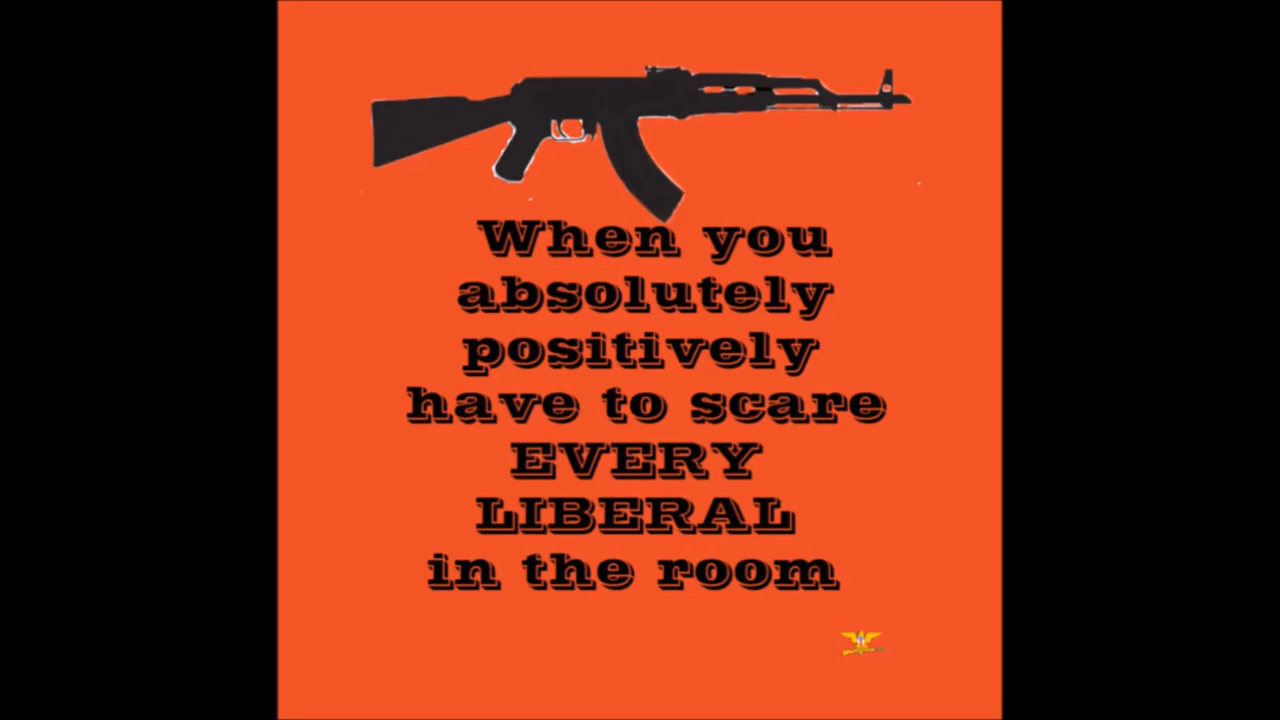 When you
absolutely
positively
have to scare
EVERY
LIBERAL
in the room